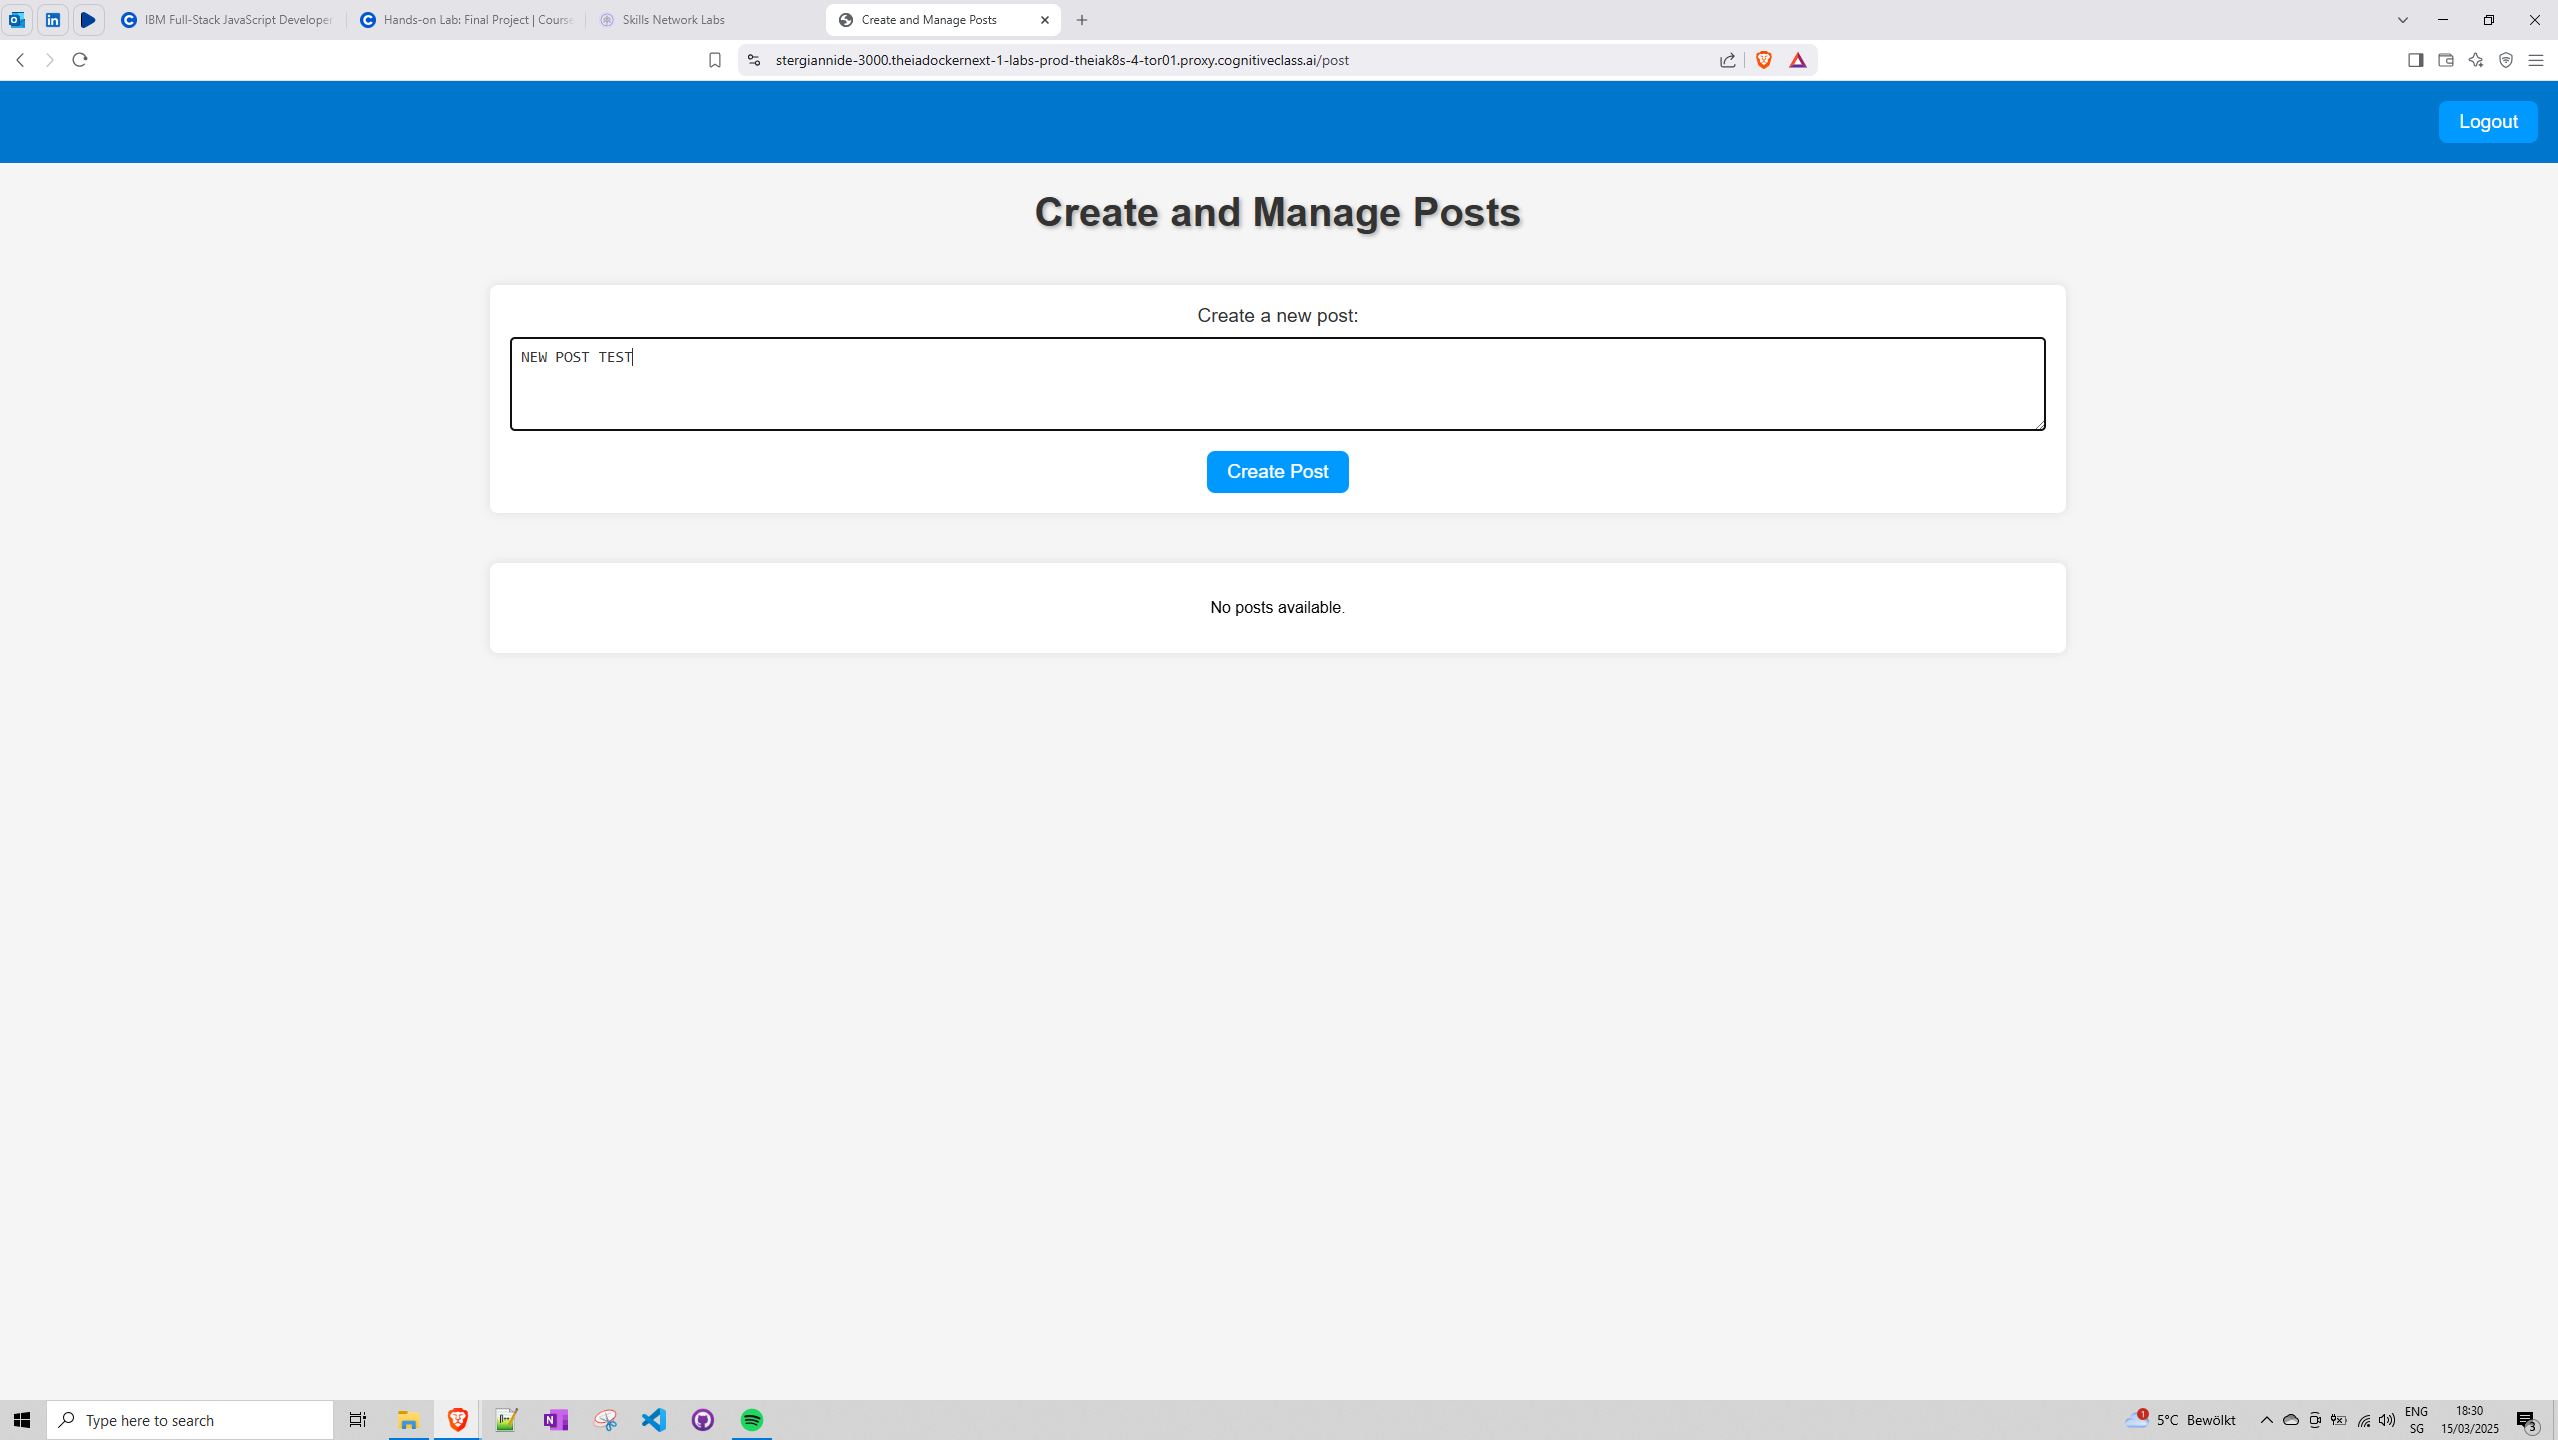 IBM Full-Stack JavaScript Developer
Hands-on Lab: Final Project | Course
Skills Network Labs
Create and Manage Posts
stergiannide-3000.theiadockernext-1-labs-prod-theiak8s-4-tor01.proxy.cognitiveclass.ai/post
Logout
Create and Manage Posts
Create a new post:
NEW POST TEST
Create Post
No posts available.
Type here to search
1
5°C Bewölkt
ENG
SG
18:30
15/03/2025
3